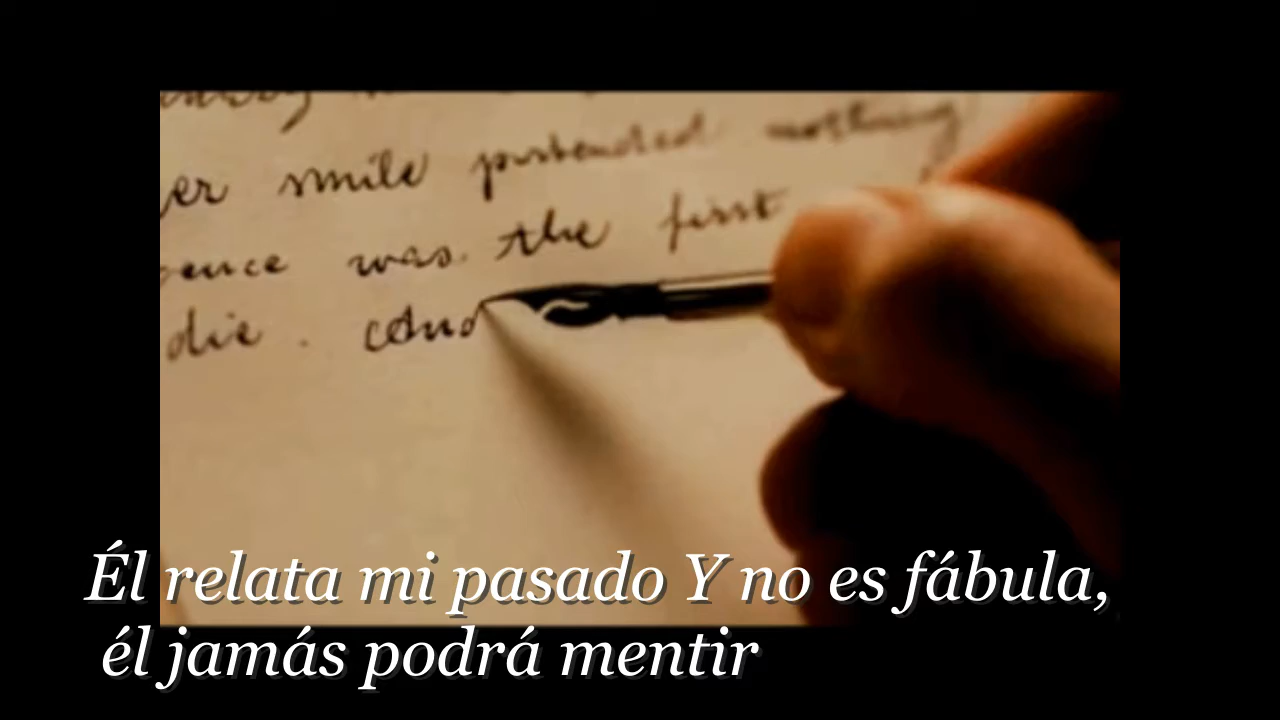 er smile pretended nothing
gence was the first
die . And
Él relata mi pasado Y no es fábula,
él jamás podrá mentir